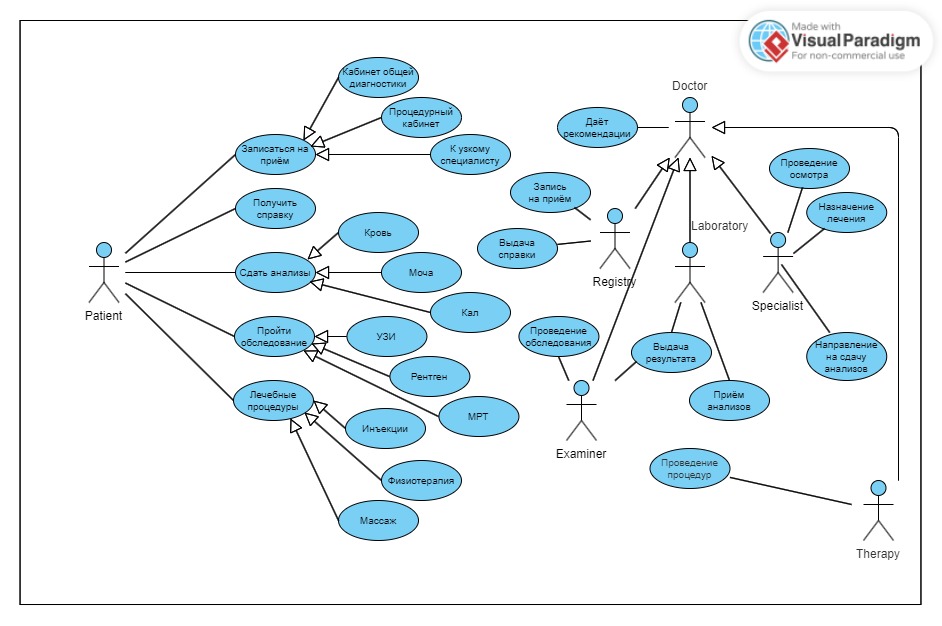 Made with
Visual Paradigm
For non-commercial use
Кабинет общей
диагностики
Процедурный
кабинет
Записаться на
приём
К узкому
специалисту
Получить
справку
Кровь
Сдать анализы
Моча
Кал
Patient
Пройти
обследование
УЗИ
Рентген
МРТ
Лечебные
процедуры
Инъекции
Физиотерапия
Массаж
Doctor
Даёт
рекомендации
Проведение
осмотра
Запись
на приём
Назначение
лечения
Выдача
справки
Laboratory
Registry
Specialist
Проведение
обследования
Выдача
результата
Направление
на сдачу
анализов
Приём
анализов
Examiner
Проведение
процедур
Therapy